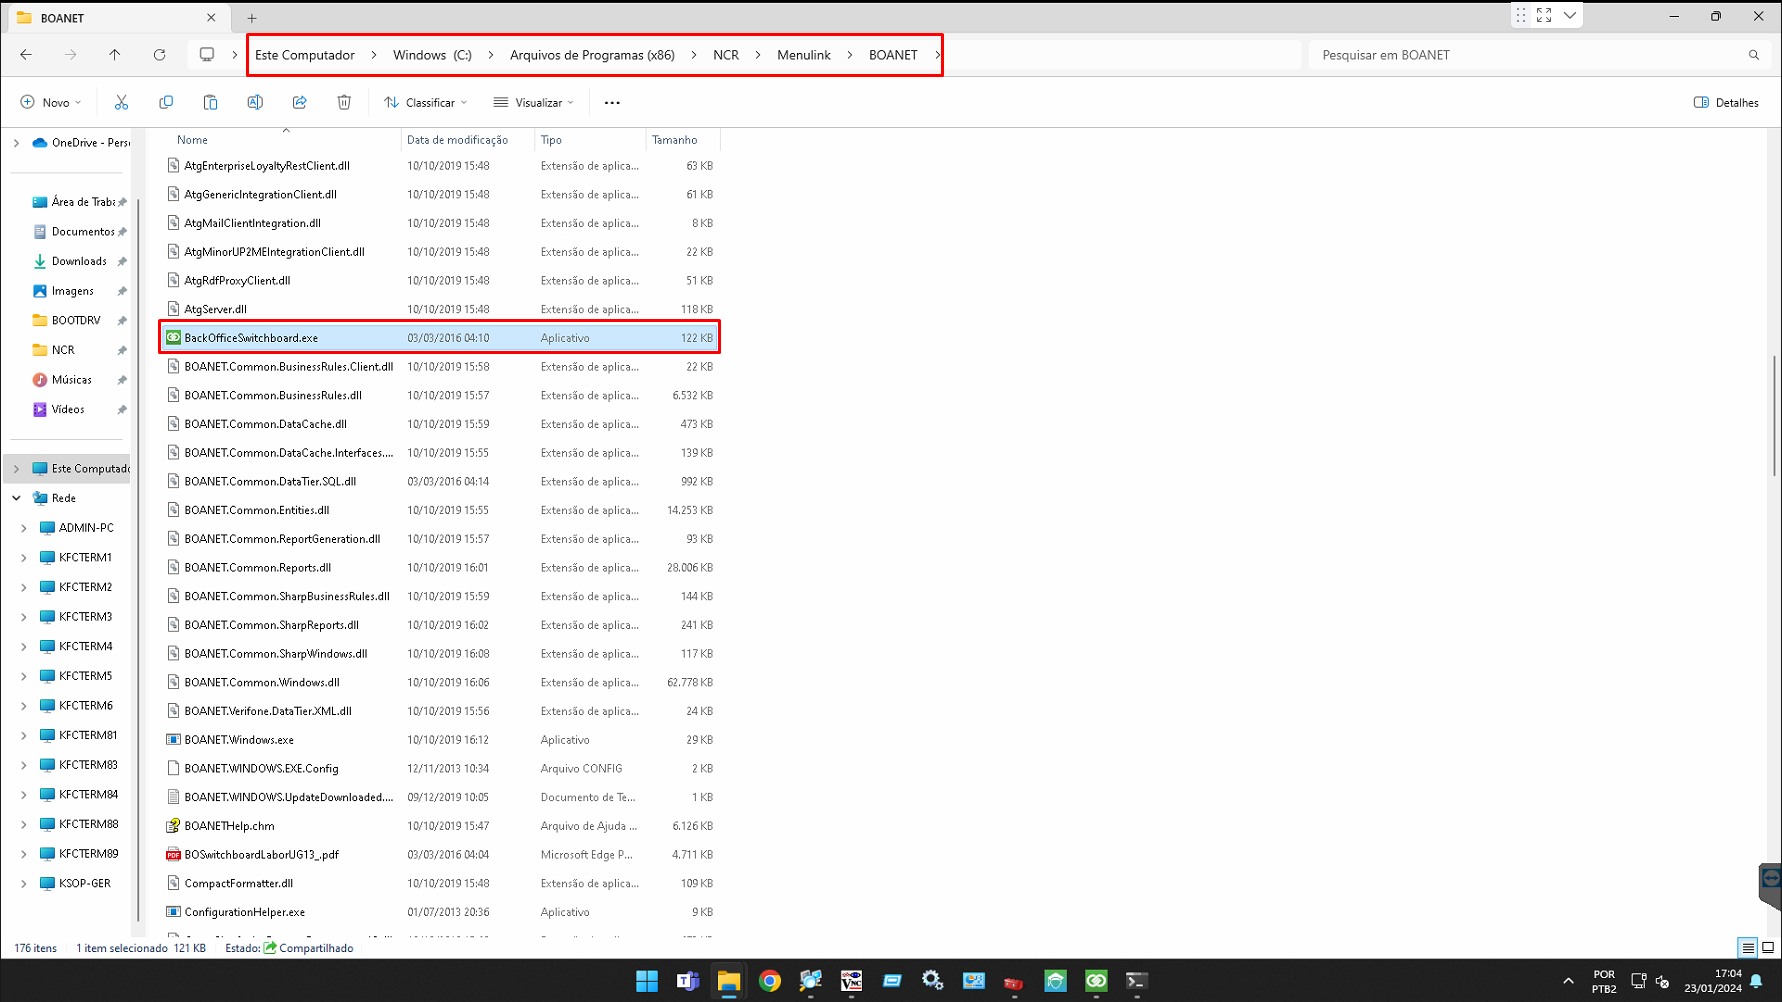 BOANET
Este Computador > Windows (C:) > Arquivos de Programas (x86) > NCR > Menulink > BOANET >
Pesquisar em BOANET
Novo
Classificar
Visualizar
Detalhes
Nome Data de modificação Tipo Tamanho
OneDrive - Pers
Área de Traba
Documentos
Downloads
Imagens
BOOTDRV
NCR
Músicas
Vídeos
Este Computado
Rede
ADMIN-PC
KFCTERM1
KFCTERM2
KFCTERM3
KFCTERM4
KFCTERM5
KFCTERM6
KFCTERM81
KFCTERM83
KFCTERM84
KFCTERM88
KFCTERM89
KSOP-GER
AtgEnterpriseLoyaltyRestClient.dll 10/10/2019 15:48 Extensão de aplica... 63 KB
AtgGenericIntegrationClient.dll 10/10/2019 15:48 Extensão de aplica... 61 KB
AtgMailClientIntegration.dll 10/10/2019 15:48 Extensão de aplica... 8 KB
AtgMinorUP2MEIntegrationClient.dll 10/10/2019 15:48 Extensão de aplica... 22 KB
AtgRdfProxyClient.dll 10/10/2019 15:48 Extensão de aplica... 51 KB
AtgServer.dll 10/10/2019 15:48 Extensão de aplica... 118 KB
BackOfficeSwitchboard.exe 03/03/2016 04:10 Aplicativo 122 KB
BOANET.Common.BusinessRules.Client.dll 10/10/2019 15:58 Extensão de aplica... 22 KB
BOANET.Common.BusinessRules.dll 10/10/2019 15:57 Extensão de aplica... 6.532 KB
BOANET.Common.DataCache.dll 10/10/2019 15:59 Extensão de aplica... 473 KB
BOANET.Common.DataCache.Interfaces.... 10/10/2019 15:55 Extensão de aplica... 139 KB
BOANET.Common.DataTier.SQL.dll 03/03/2016 04:14 Extensão de aplica... 992 KB
BOANET.Common.Entities.dll 10/10/2019 15:55 Extensão de aplica... 14.253 KB
BOANET.Common.ReportGeneration.dll 10/10/2019 15:57 Extensão de aplica... 93 KB
BOANET.Common.Reports.dll 10/10/2019 16:01 Extensão de aplica... 28.006 KB
BOANET.Common.SharpBusinessRules.dll 10/10/2019 15:59 Extensão de aplica... 144 KB
BOANET.Common.SharpReports.dll 10/10/2019 16:02 Extensão de aplica... 241 KB
BOANET.Common.SharpWindows.dll 10/10/2019 16:08 Extensão de aplica... 117 KB
BOANET.Common.Windows.dll 10/10/2019 16:06 Extensão de aplica... 62.778 KB
BOANET.Verifone.DataTier.XML.dll 10/10/2019 15:56 Extensão de aplica... 24 KB
BOANET.Windows.exe 10/10/2019 16:12 Aplicativo 29 KB
BOANET.WINDOWS.EXE.Config 12/11/2013 10:34 Arquivo CONFIG 2 KB
BOANET.WINDOWS.UpdateDownloaded.... 09/12/2019 10:05 Documento de Te... 1 KB
BOANETHelp.chm 10/10/2019 15:47 Arquivo de Ajuda ... 6.126 KB
BOSwitchboardLaborUG13_.pdf 03/03/2016 04:04 Microsoft Edge P... 4.711 KB
CompactFormatter.dll 10/10/2019 15:48 Extensão de aplica... 109 KB
ConfigurationHelper.exe 01/07/2013 20:36 Aplicativo 9 KB
176 itens 1 item selecionado 121 KB Estado: Compartilhado
POR
PTB2
17:04
23/01/2024